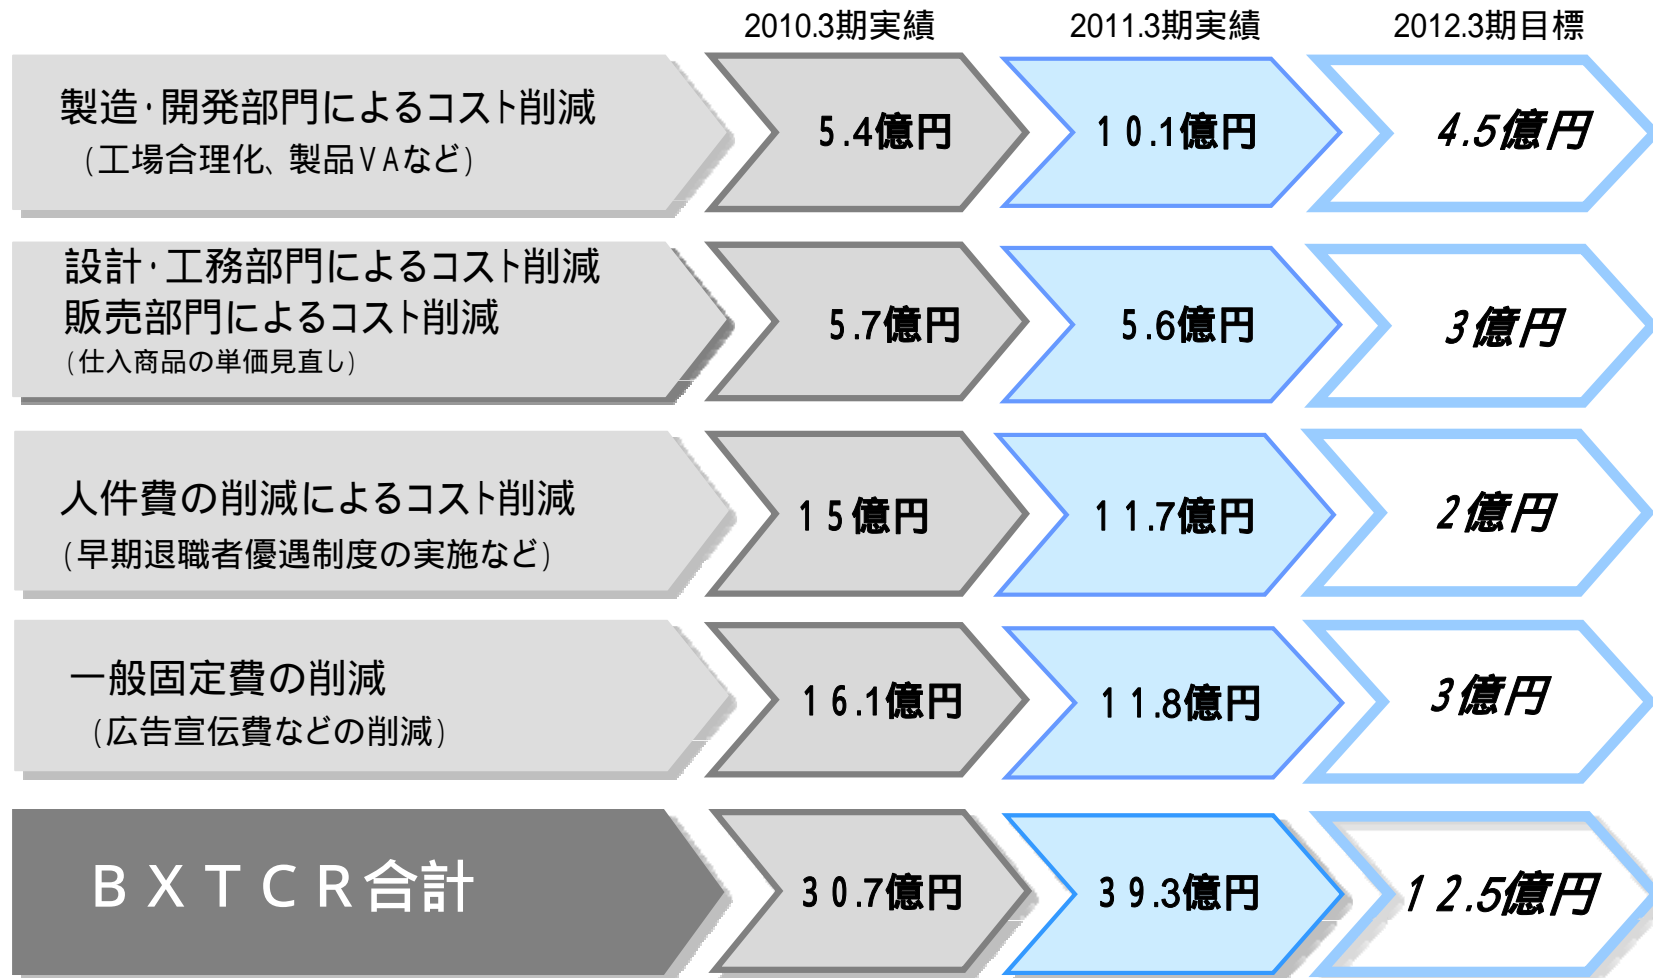 2010.3期実績 2011.3期実績 2012.3期目標
製造・開発部門によるコスト削減
(工場合理化、製品VAなど)
5.4億円 10.1億円 4.5億円
設計・工務部門によるコスト削減
販売部門によるコスト削減
(仕入商品の単価見直し)
5.7億円 5.6億円 3億円
人件費の削減によるコスト削減
(早期退職者優遇制度の実施など)
15億円 11.7億円 2億円
一般固定費の削減
(広告宣伝費などの削減)
16.1億円 11.8億円 3億円
BXTCR合計 30.7億円 39.3億円 12.5億円